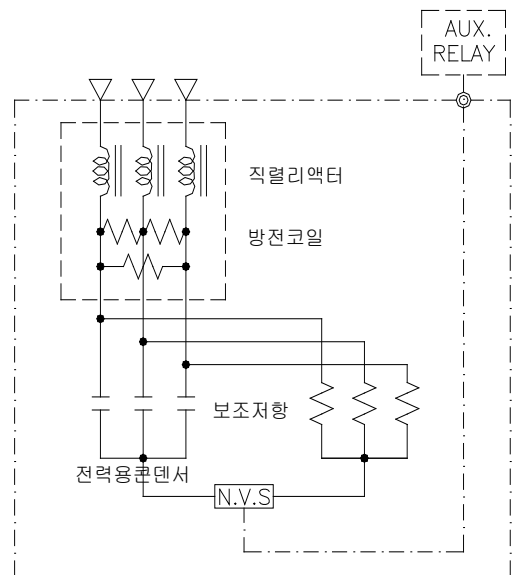 AUX.
RELAY
직렬리액터
방전코일
보조저항
전력용콘덴서
N.V.S